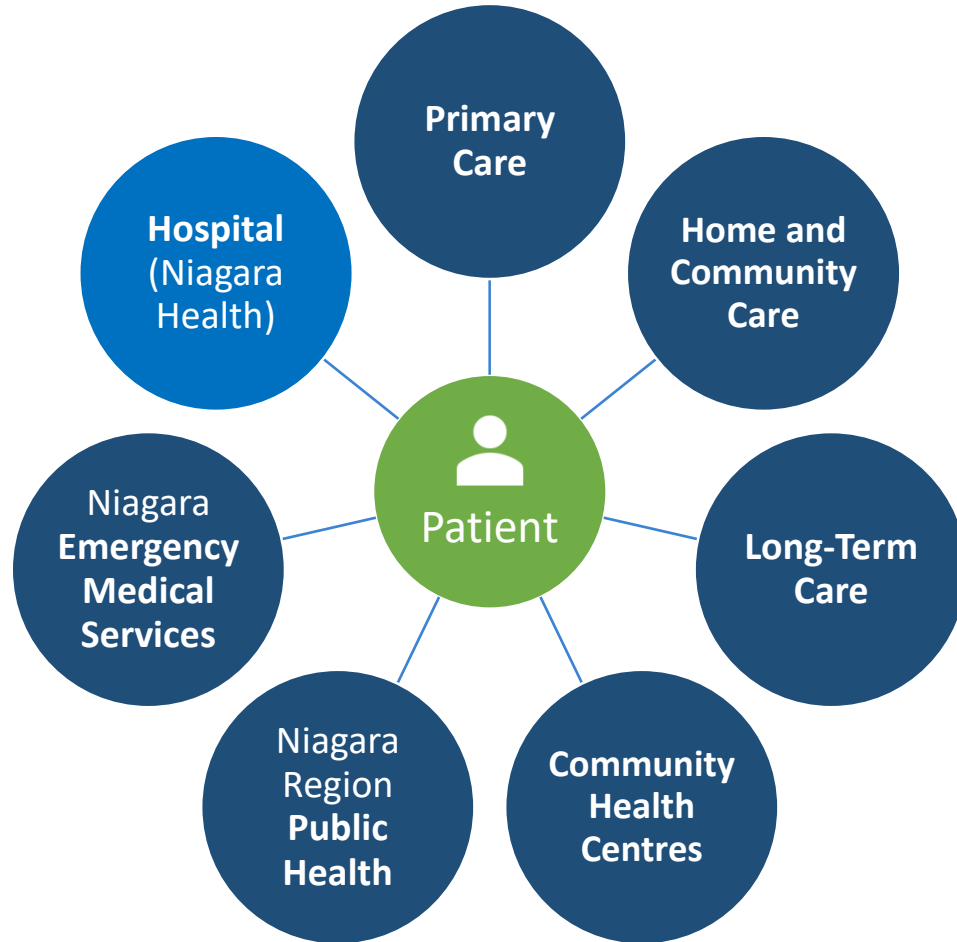 Primary
Care
Hospital
(Niagara
Health)
Home and
Community
Care
Patient
Niagara
Emergency
Medical
Services
Long-Term
Care
Niagara
Region
Public
Health
Community
Health
Centres